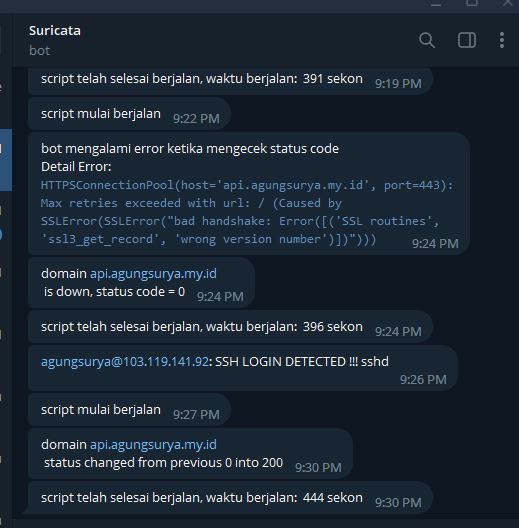 Suricata
bot
script telah selesai berjalan, waktu berjalan: 391 sekon 9:19 PM
script mulai berjalan 9:22 PM
bot mengalami error ketika mengecek status code
Detail Error:
HTTPSConnectionPool(host='api.agungsurya.my.id', port=443):
Max retries exceeded with url: / (Caused by
SSLError(SSLError("bad handshake: Error([('SSL routines',
'ssl3_get_record', 'wrong version number')])")))
9:24 PM
domain api.agungsurya.my.id
is down, status code = 0 9:24 PM
script telah selesai berjalan, waktu berjalan: 396 sekon 9:24 PM
agungsurya@103.119.141.92: SSH LOGIN DETECTED !!! sshd
9:26 PM
script mulai berjalan 9:27 PM
domain api.agungsurya.my.id
status changed from previous 0 into 200 9:30 PM
script telah selesai berjalan, waktu berjalan: 444 sekon 9:30 PM